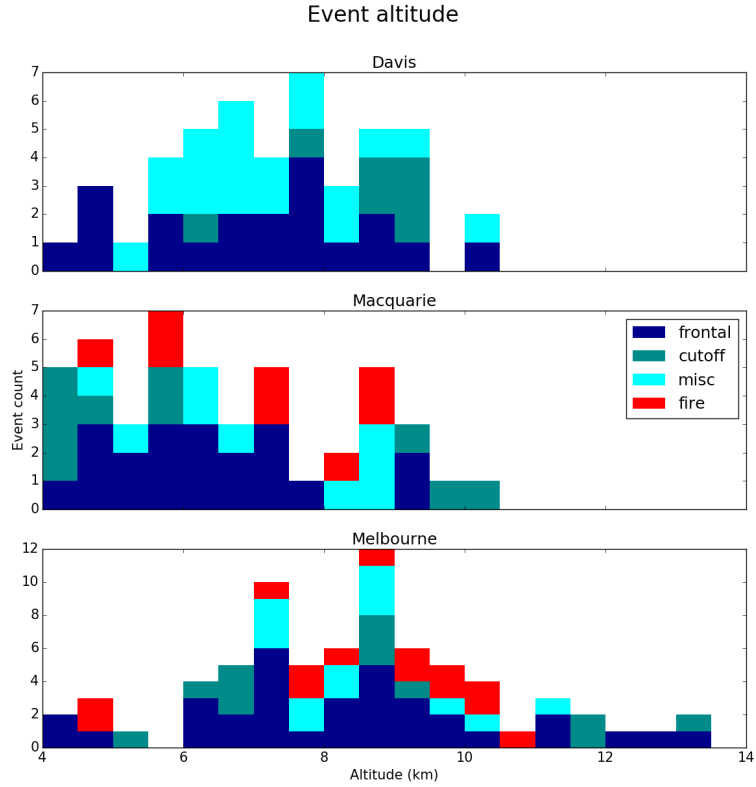 Event altitude
Davis
7
6
5
4
3
2
1
0
Macquarie
7
6
5
4
3
2
1
0
Event count
frontal
cutoff
misc
fire
Melbourne
12
10
8
6
4
2
0
4 6 8 10 12 14
Altitude (km)